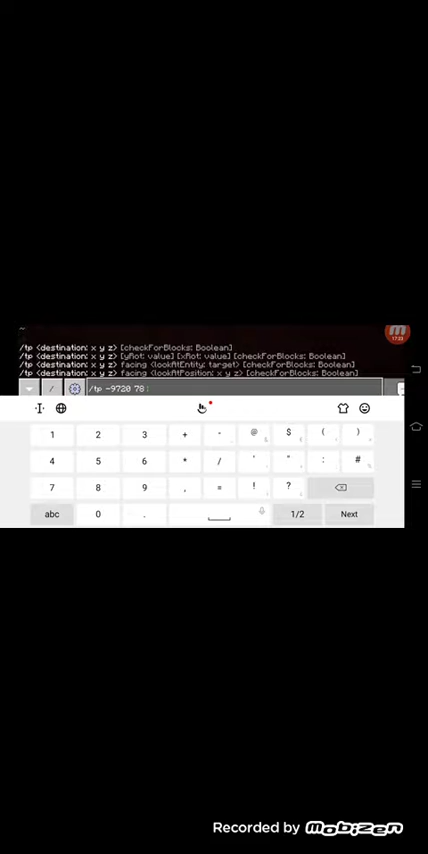 17:23
/tp <destination: x y z> [checkForBlocks: Boolean]
/tp <destination: x y z> [yRot: value] [xRot: value] [checkForBlocks: Boolean]
/tp <destination: x y z> facing <lookAtEntity: target> [checkForBlocks: Boolean]
/tp <destination: x y z> facing <lookAtPosition: x y z> [checkForBlocks: Boolean]
/ /tp -9720 78
1 2 3 + - @ $ ( )
4 5 6 * / ' " : #
7 8 9 , = ! ?
abc 0 . 1/2 Next
Recorded by mobizen